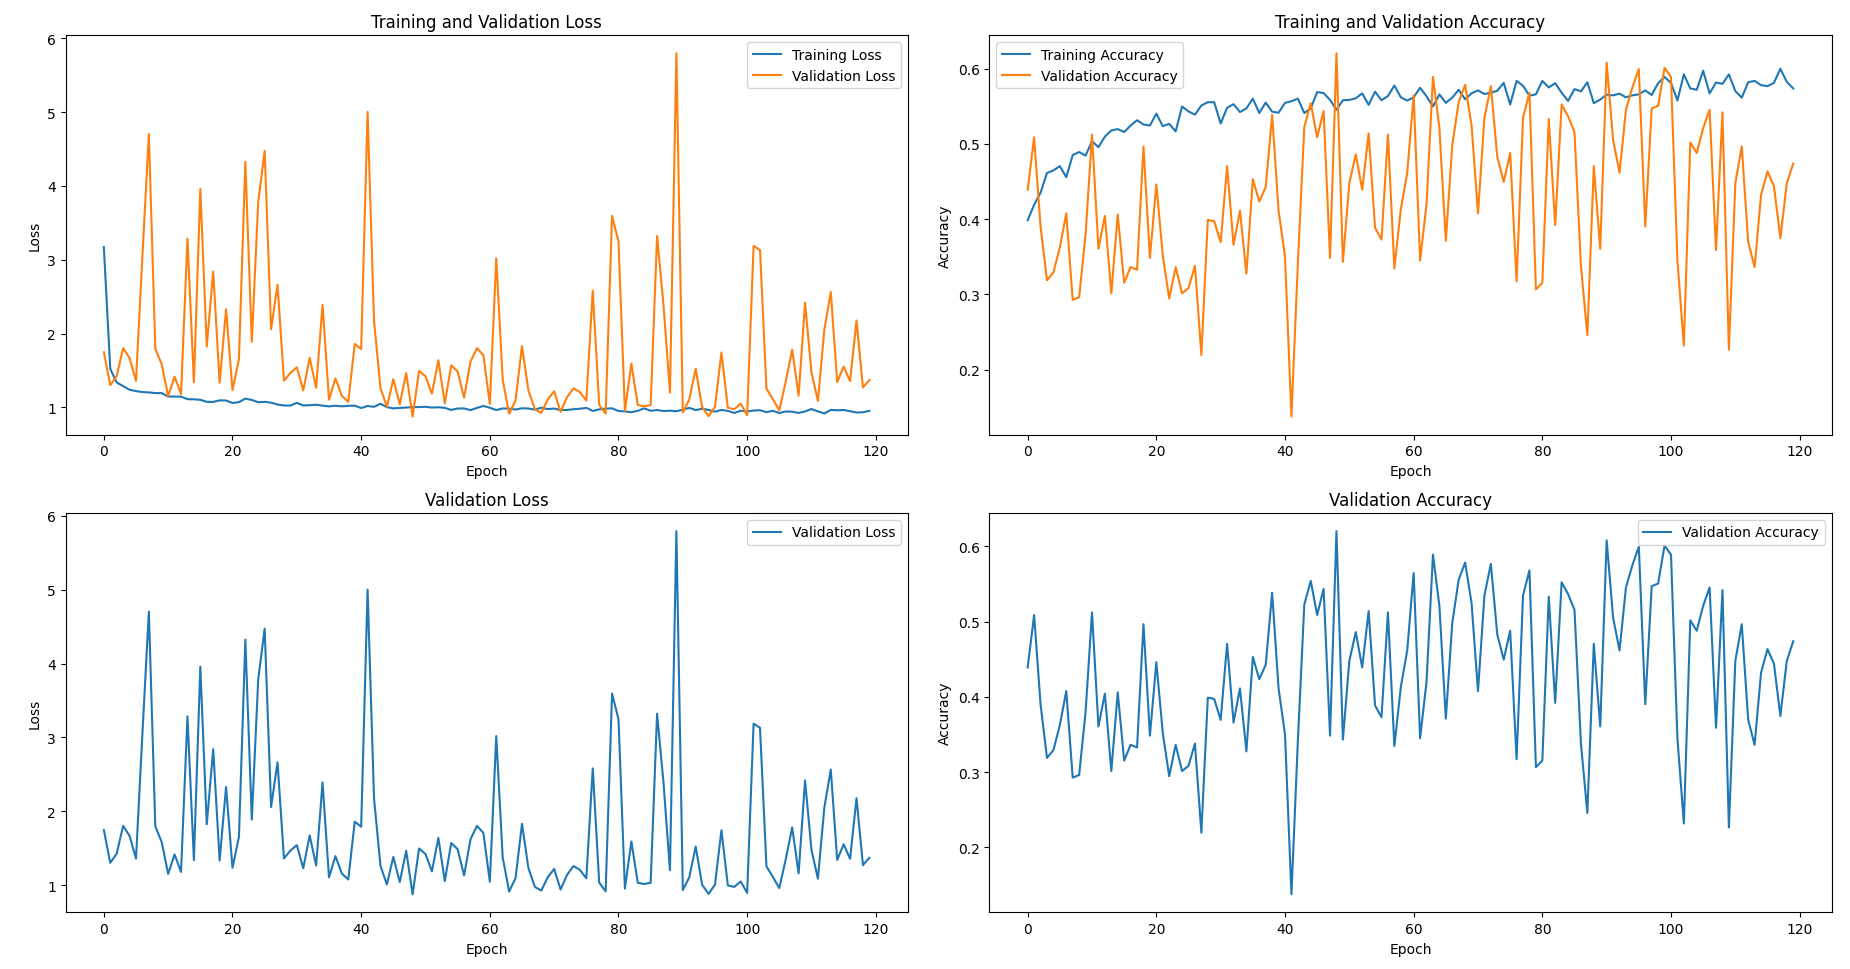 Training and Validation Loss
6
5
4
3
2
1
Loss
0 20 40 60 80 100 120
Epoch
Training Loss
Validation Loss
Training and Validation Accuracy
0.6
0.5
0.4
0.3
0.2
Accuracy
0 20 40 60 80 100 120
Epoch
Training Accuracy
Validation Accuracy
Validation Loss
6
5
4
3
2
1
Loss
0 20 40 60 80 100 120
Epoch
Validation Loss
Validation Accuracy
0.6
0.5
0.4
0.3
0.2
Accuracy
0 20 40 60 80 100 120
Epoch
Validation Accuracy